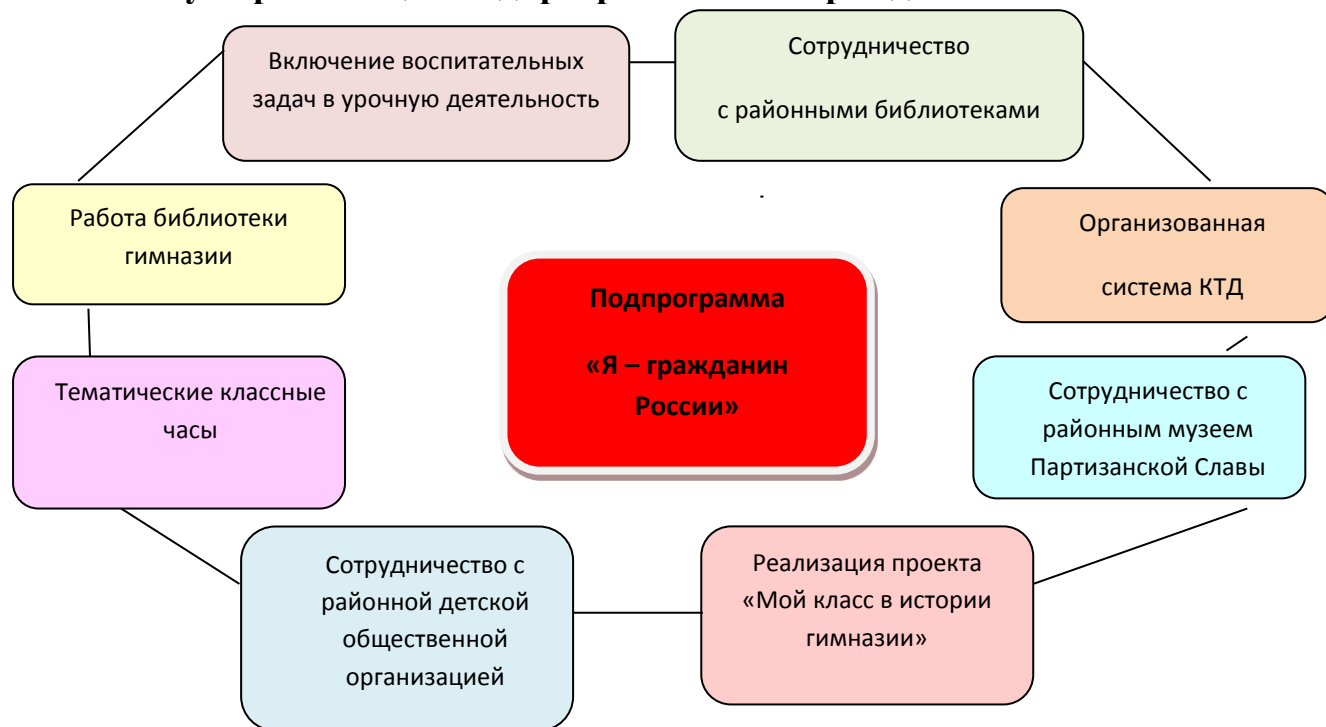 Включение воспитательных
задач в урочную деятельность
Сотрудничество
с районными библиотеками
Работа библиотеки
гимназии
Организованная
система КТД
Подпрограмма
«Я – гражданин
России»
Тематические классные
часы
Сотрудничество с
районным музеем
Партизанской Славы
Сотрудничество с
районной детской
общественной
организацией
Реализация проекта
«Мой класс в истории
гимназии»